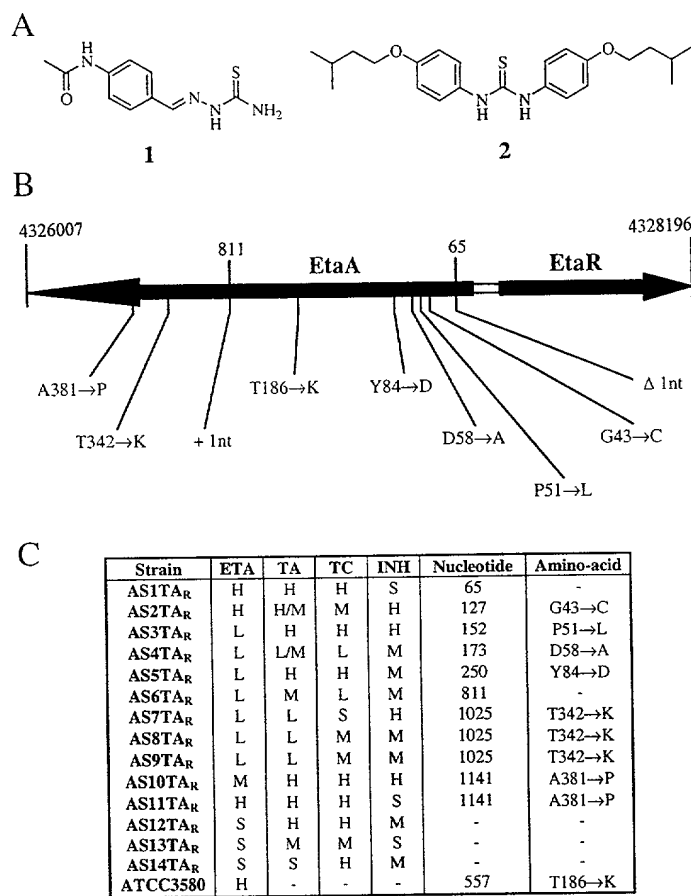 A
H
N
O
N
N
H
S
NH2
1
O
S
N
H
N
H
O
2
B
4326007
811
EtaA
65
EtaR
4328196
A381→P
T342→K
+ 1nt
T186→K
Y84→D
D58→A
P51→L
G43→C
Δ 1nt
C
Strain ETA TA TC INH Nucleotide Amino-acid
AS1TAR H H H S 65 -
AS2TAR H H/M M H 127 G43→C
AS3TAR L H H H 152 P51→L
AS4TAR L L/M L M 173 D58→A
AS5TAR L H H M 250 Y84→D
AS6TAR L M L M 811 -
AS7TAR L L S H 1025 T342→K
AS8TAR L L M M 1025 T342→K
AS9TAR L L M M 1025 T342→K
AS10TAR M H H H 1141 A381→P
AS11TAR H H H S 1141 A381→P
AS12TAR S H H M - -
AS13TAR S M M S - -
AS14TAR S S H M - -
ATCC3580 H - - - 557 T186→K